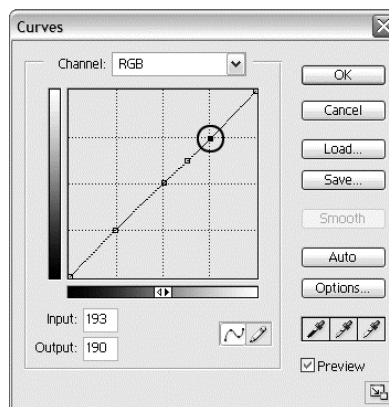 Curves
Channel: RGB
OK
Cancel
Load...
Save...
Smooth
Auto
Options...
Input: 193
Output: 190
Preview